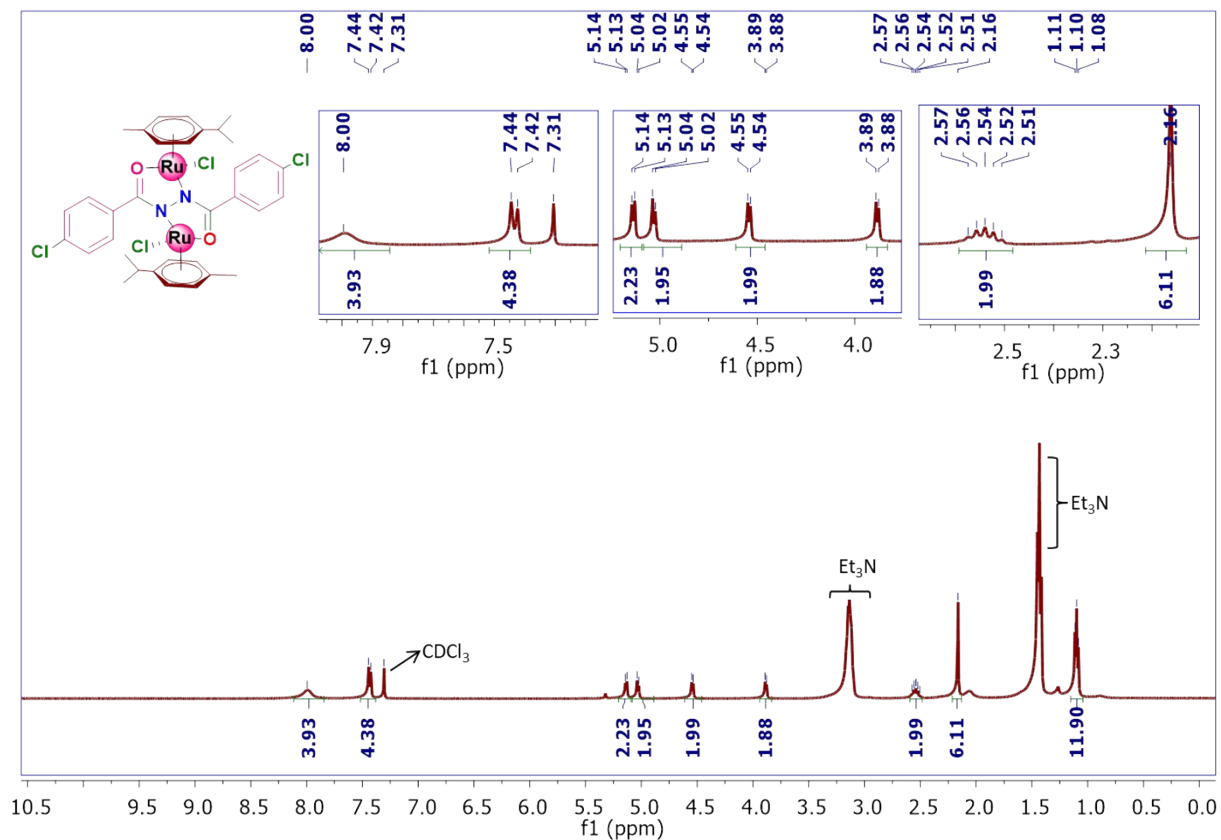 8.00 7.44 7.42 7.31 5.14 5.13 5.04 5.02 4.55 4.54 3.89 3.88 2.57 2.56 2.54 2.52 2.51 2.16 1.11 1.10 1.08
8.00 7.44 7.42 7.31
3.93 4.38
7.9 7.5
f1 (ppm)
5.14 5.13 5.04 5.02 4.55 4.54 3.89 3.88
2.23 1.95 1.99 1.88
5.0 4.5 4.0
f1 (ppm)
2.57 2.56 2.54 2.52 2.51 2.16
1.99 6.11
2.5 2.3
f1 (ppm)
Ru Cl
O
Cl
N
N
Ru
Cl O
Cl
Et3N
Et3N
CDCl3
3.93 4.38 2.23 1.95 1.99 1.88 1.99 6.11 11.90
10.5 9.5 9.0 8.5 8.0 7.5 7.0 6.5 6.0 5.5 5.0 4.5 4.0 3.5 3.0 2.5 2.0 1.5 1.0 0.5 0.0
f1 (ppm)